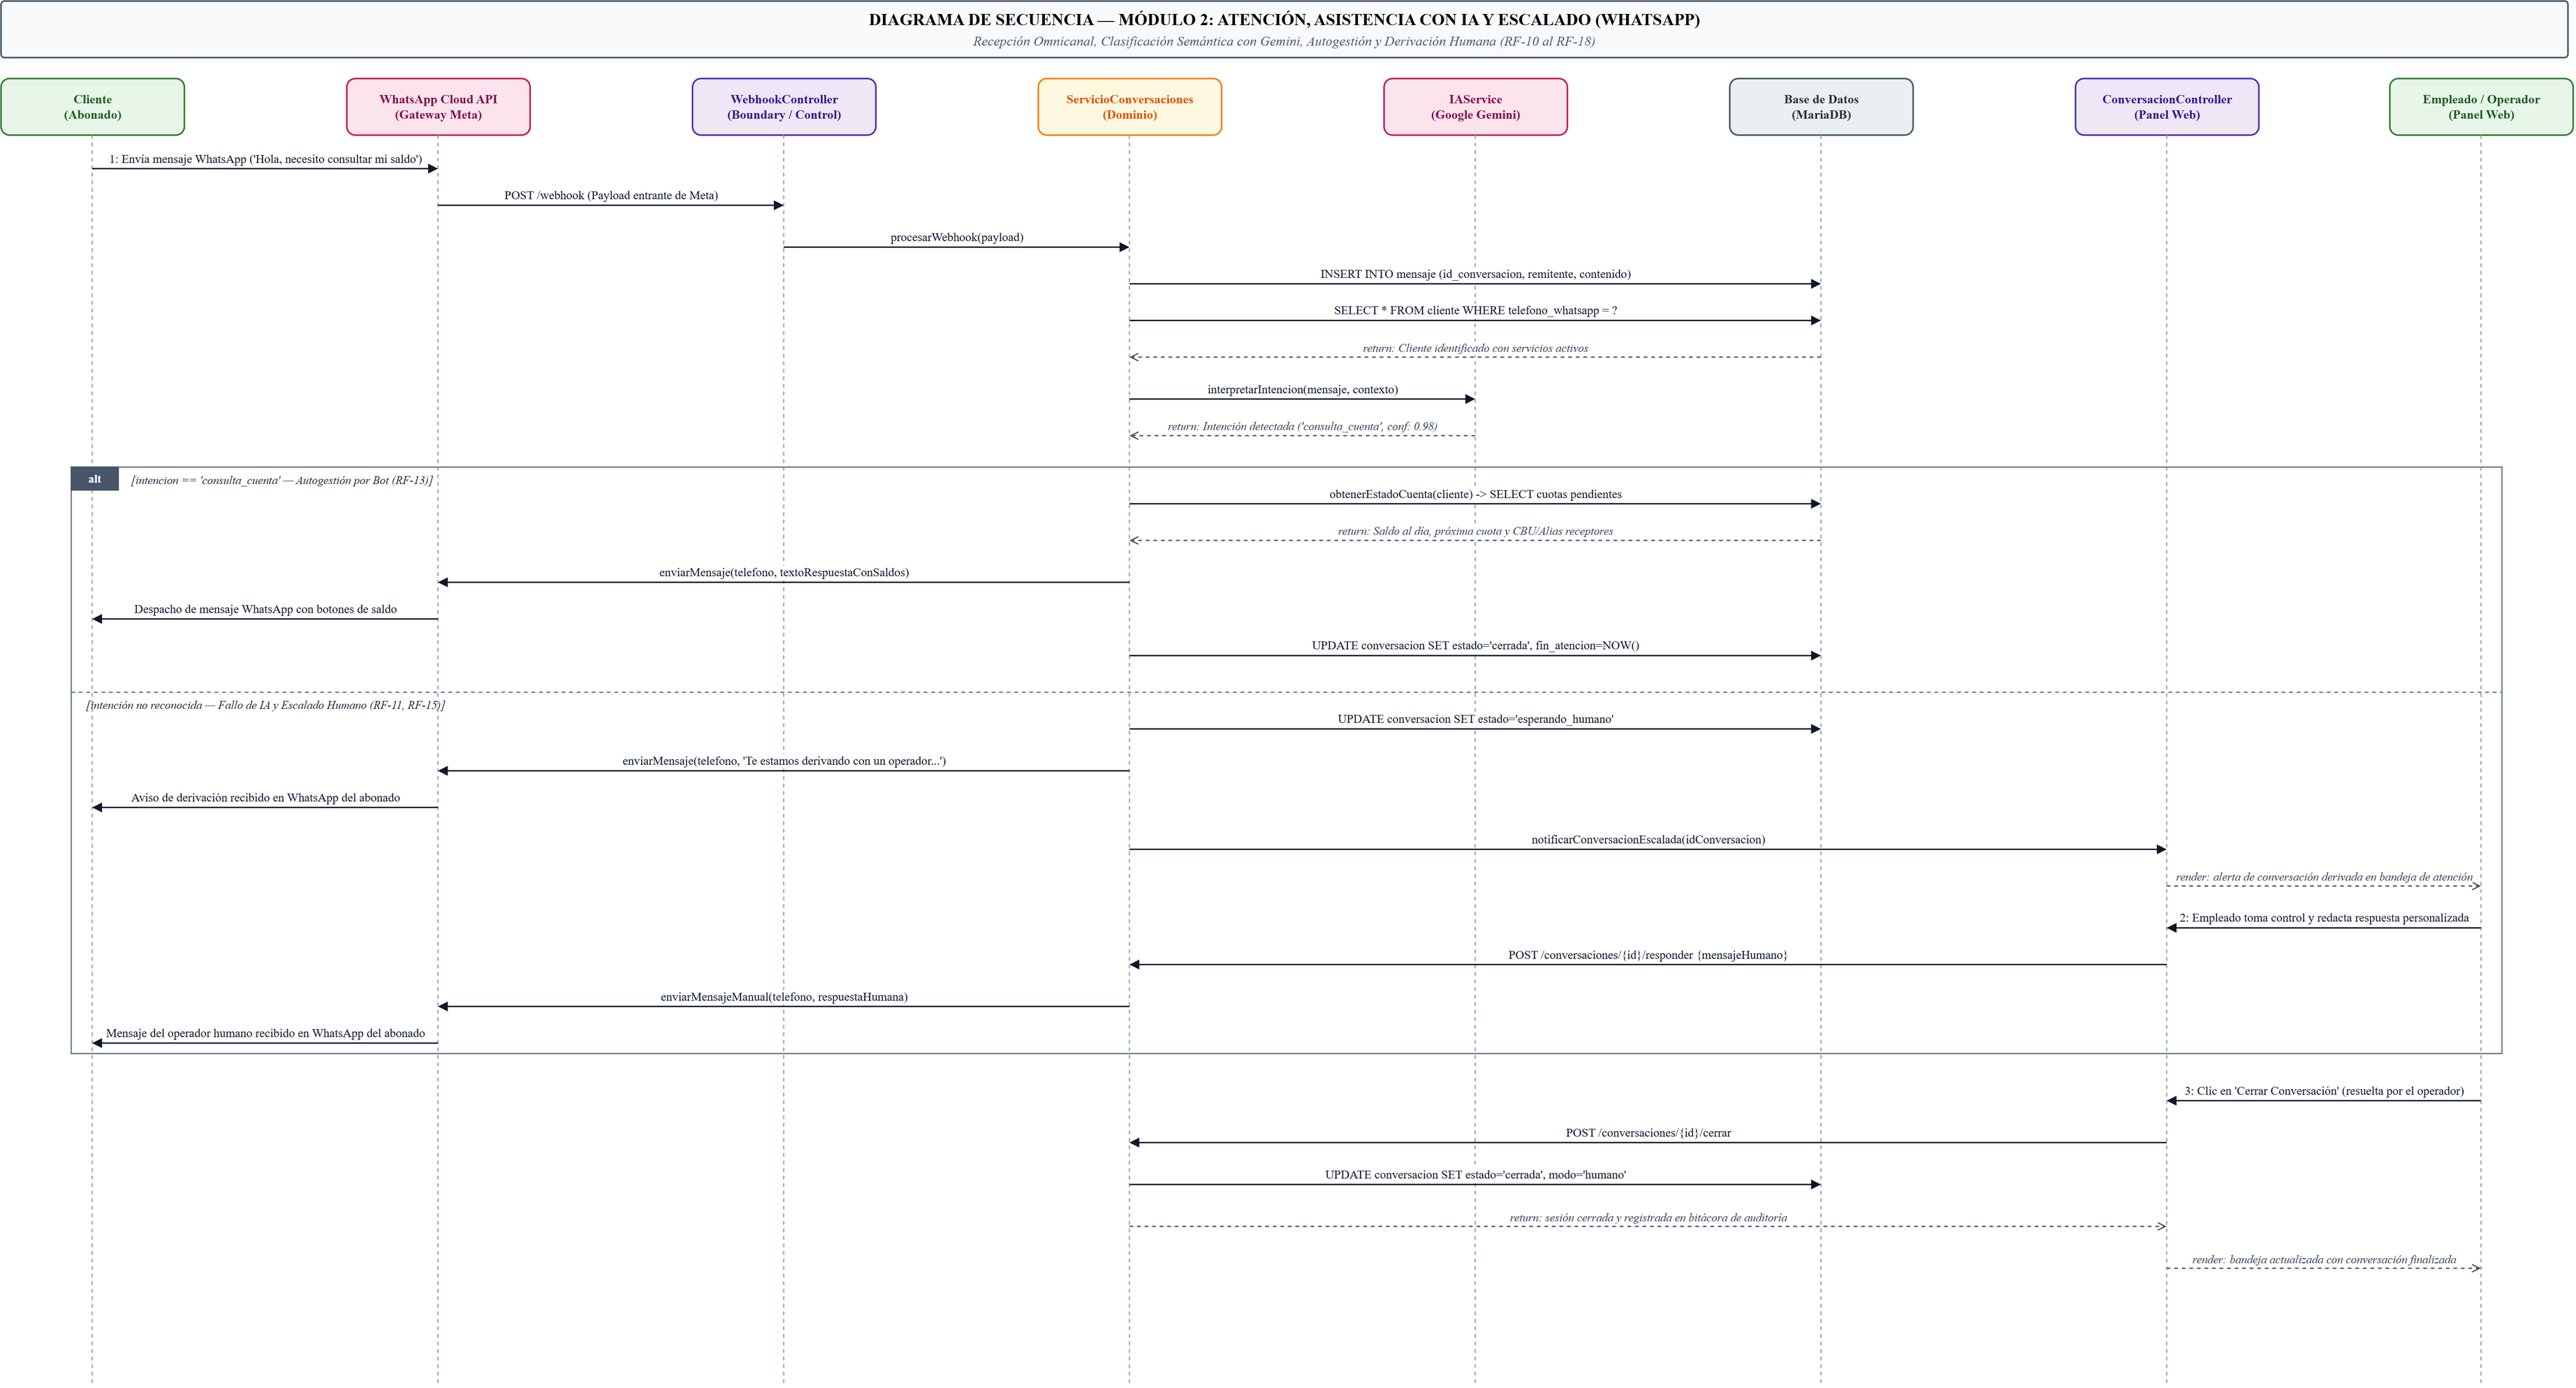 DIAGRAMA DE SECUENCIA — MÓDULO 2: ATENCIÓN, ASISTENCIA CON IA Y ESCALADO (WHATSAPP)
Recepción Omnicanal, Clasificación Semántica con Gemini, Autogestión y Derivación Humana (RF-10 al RF-18)
Cliente
(Abonado)
WhatsApp Cloud API
(Gateway Meta)
WebhookController
(Boundary / Control)
ServicioConversaciones
(Dominio)
IAService
(Google Gemini)
Base de Datos
(MariaDB)
ConversacionController
(Panel Web)
Empleado / Operador
(Panel Web)
1: Envía mensaje WhatsApp ('Hola, necesito consultar mi saldo')
POST /webhook (Payload entrante de Meta)
procesarWebhook(payload)
INSERT INTO mensaje (id_conversacion, remitente, contenido)
SELECT * FROM cliente WHERE telefono_whatsapp = ?
return: Cliente identificado con servicios activos
interpretarIntencion(mensaje, contexto)
return: Intención detectada ('consulta_cuenta', conf: 0.98)
alt
[intencion == 'consulta_cuenta' — Autogestión por Bot (RF-13)]
obtenerEstadoCuenta(cliente) -> SELECT cuotas pendientes
return: Saldo al día, próxima cuota y CBU/Alias receptores
enviarMensaje(telefono, textoRespuestaConSaldos)
Despacho de mensaje WhatsApp con botones de saldo
UPDATE conversacion SET estado='cerrada', fin_atencion=NOW()
[intención no reconocida — Fallo de IA y Escalado Humano (RF-11, RF-15)]
UPDATE conversacion SET estado='esperando_humano'
enviarMensaje(telefono, 'Te estamos derivando con un operador...')
Aviso de derivación recibido en WhatsApp del abonado
notificarConversacionEscalada(idConversacion)
render: alerta de conversación derivada en bandeja de atención
2: Empleado toma control y redacta respuesta personalizada
POST /conversaciones/{id}/responder {mensajeHumano}
enviarMensajeManual(telefono, respuestaHumana)
Mensaje del operador humano recibido en WhatsApp del abonado
3: Clic en 'Cerrar Conversación' (resuelta por el operador)
POST /conversaciones/{id}/cerrar
UPDATE conversacion SET estado='cerrada', modo='humano'
return: sesión cerrada y registrada en bitácora de auditoría
render: bandeja actualizada con conversación finalizada